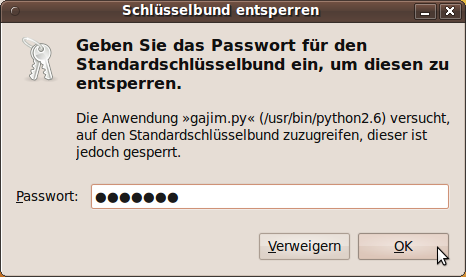 Schlüsselbund entsperren
Geben Sie das Passwort für den
Standardschlüsselbund ein, um diesen zu
entsperren.
Die Anwendung »gajim.py« (/usr/bin/python2.6) versucht,
auf den Standardschlüsselbund zuzugreifen, dieser ist
jedoch gesperrt.
Passwort: ●●●●●●●
Verweigern OK